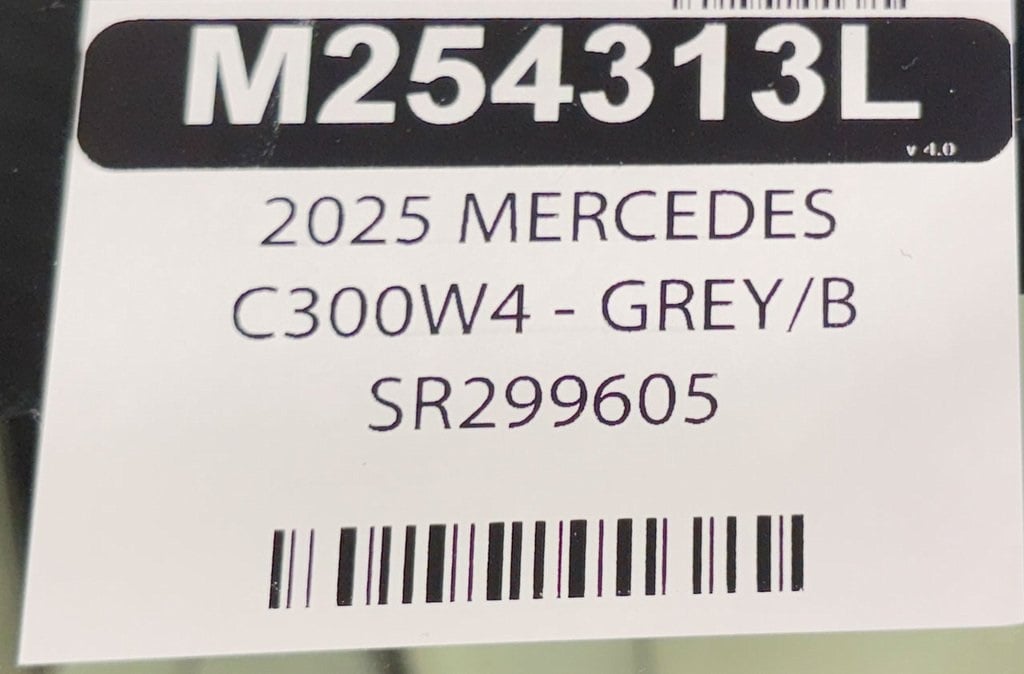 M254313L
v 4.0
2025 MERCEDES
C300W4 - GREY/B
SR299605